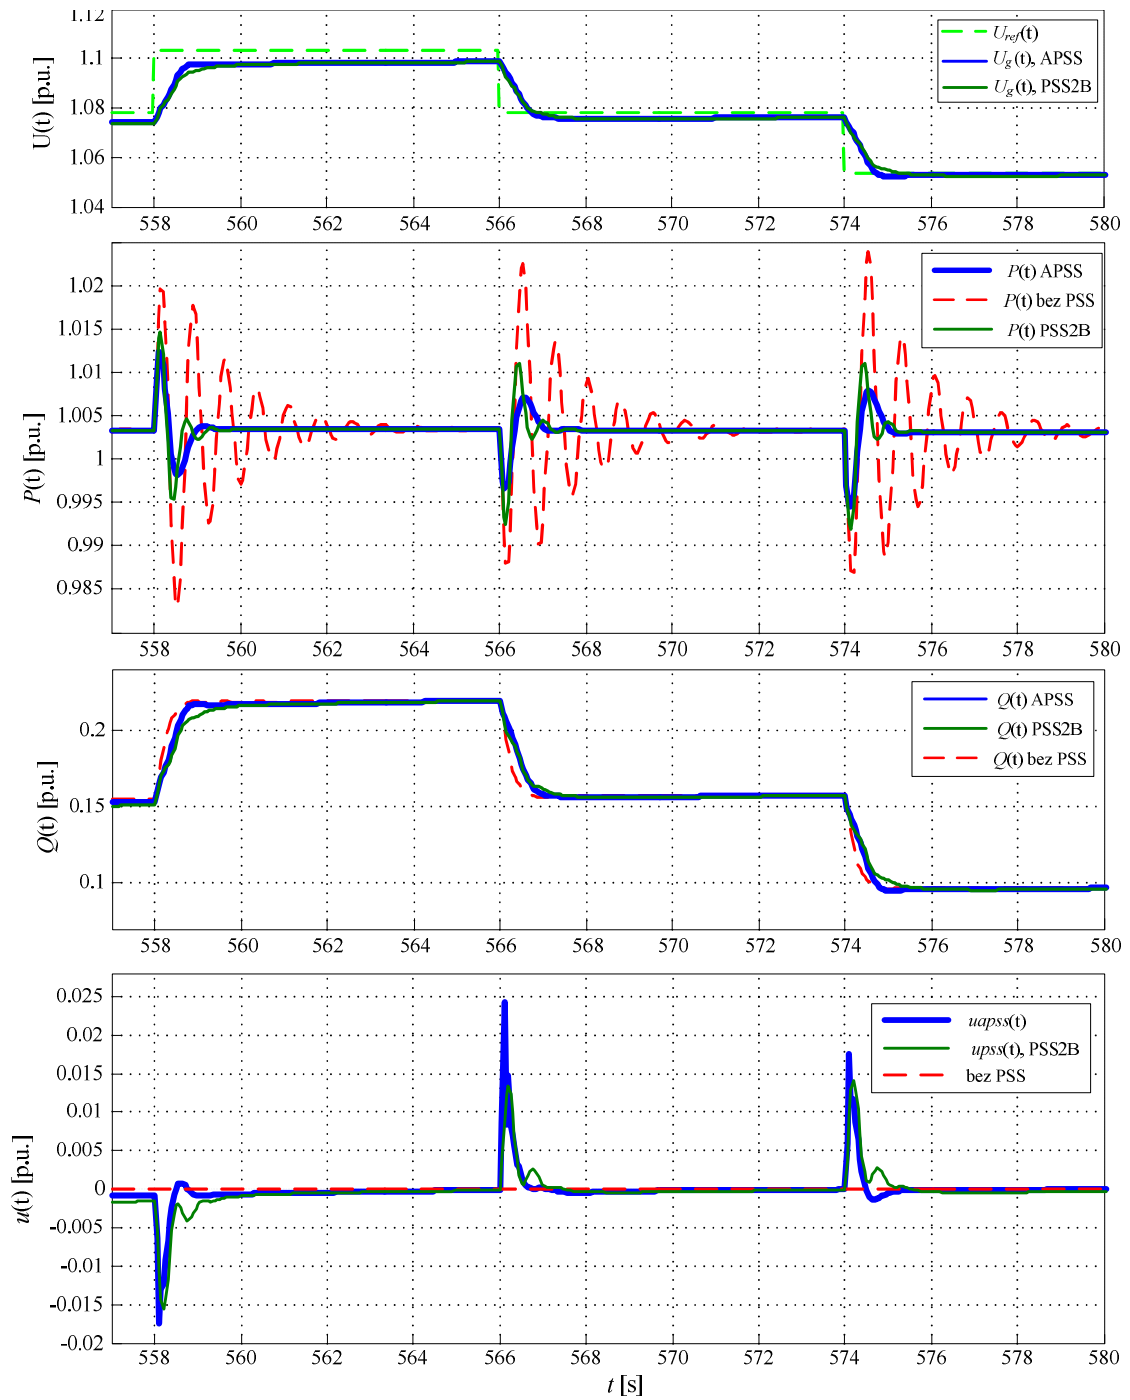 1.12
1.1
1.08
1.06
1.04
U(t) [p.u.]
U_ref(t)
U_g(t), APSS
U_g(t), PSS2B
558 560 562 564 566 568 570 572 574 576 578 580
1.02
1.015
1.01
1.005
1
0.995
0.99
0.985
P(t) [p.u.]
P(t) APSS
P(t) bez PSS
P(t) PSS2B
558 560 562 564 566 568 570 572 574 576 578 580
0.2
0.15
0.1
Q(t) [p.u.]
Q(t) APSS
Q(t) PSS2B
Q(t) bez PSS
558 560 562 564 566 568 570 572 574 576 578 580
0.025
0.02
0.015
0.01
0.005
0
-0.005
-0.01
-0.015
-0.02
u(t) [p.u.]
uapss(t)
upss(t), PSS2B
bez PSS
558 560 562 564 566 568 570 572 574 576 578 580
t [s]